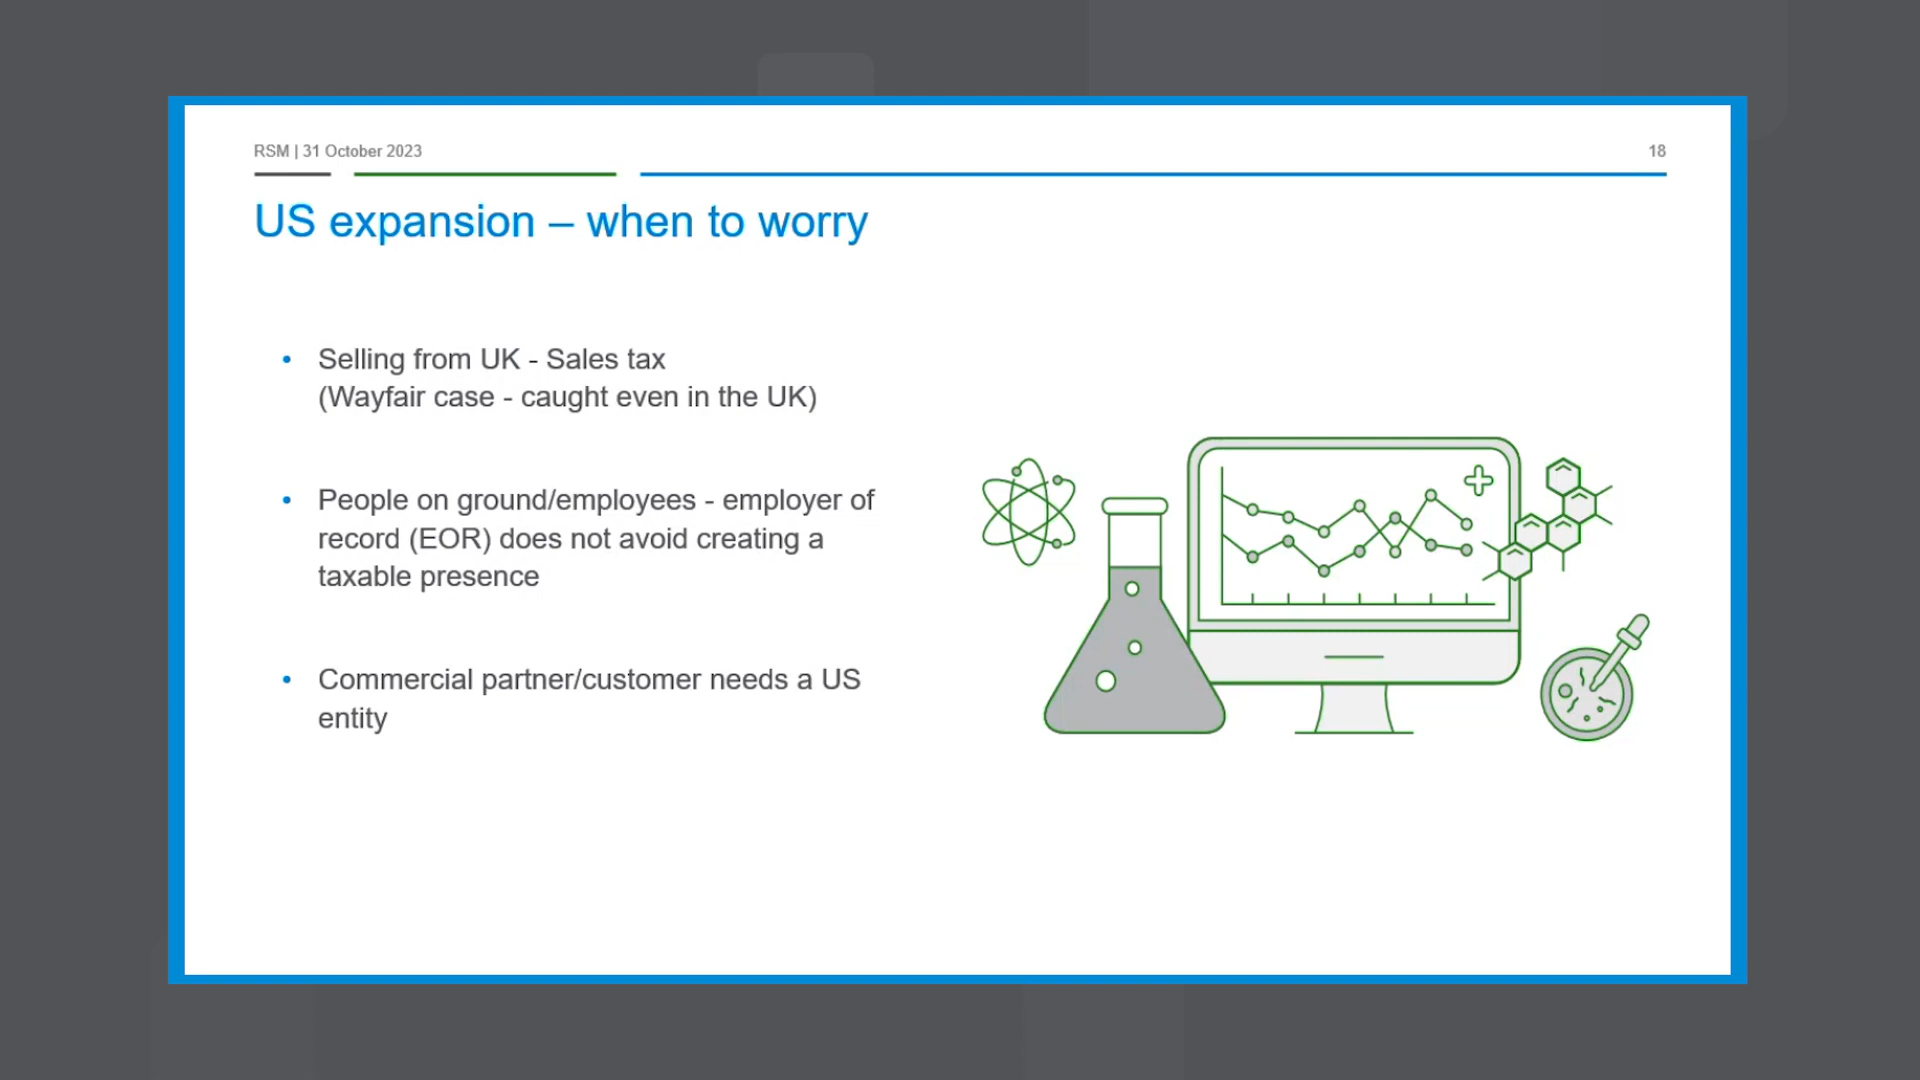 RSM | 31 October 2023
18
US expansion – when to worry
• Selling from UK - Sales tax
(Wayfair case - caught even in the UK)
• People on ground/employees - employer of
record (EOR) does not avoid creating a
taxable presence
• Commercial partner/customer needs a US
entity